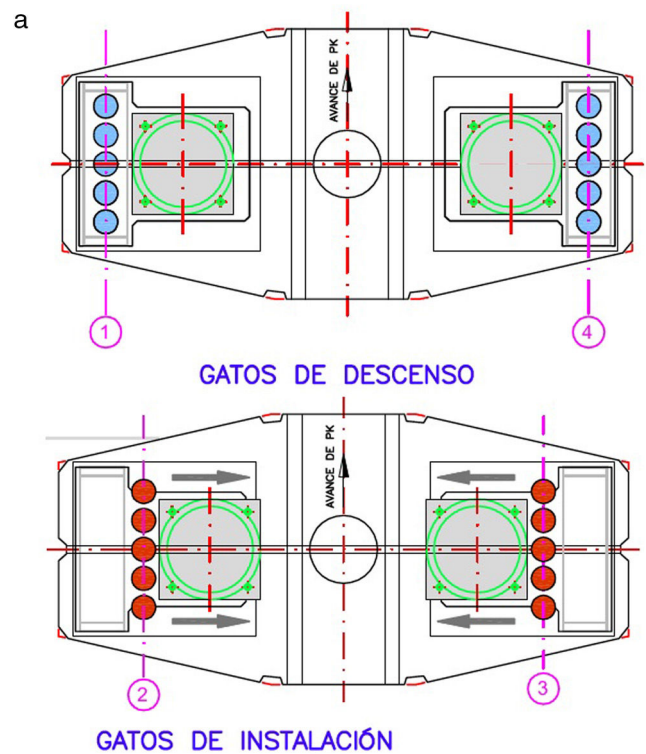 a
AVANCE DE PK
1
4
GATOS DE DESCENSO
AVANCE DE PK
2
3
GATOS DE INSTALACIÓN